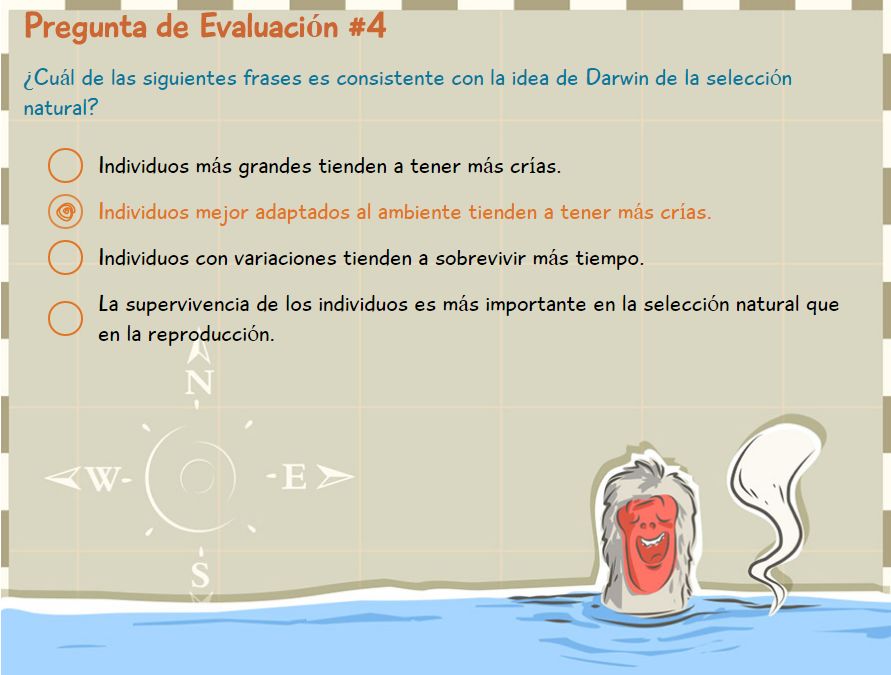 Pregunta de Evaluación #4
¿Cuál de las siguientes frases es consistente con la idea de Darwin de la selección
natural?
Individuos más grandes tienden a tener más crías.
Individuos mejor adaptados al ambiente tienden a tener más crías.
Individuos con variaciones tienden a sobrevivir más tiempo.
La supervivencia de los individuos es más importante en la selección natural que
en la reproducción.
N
W
E
S